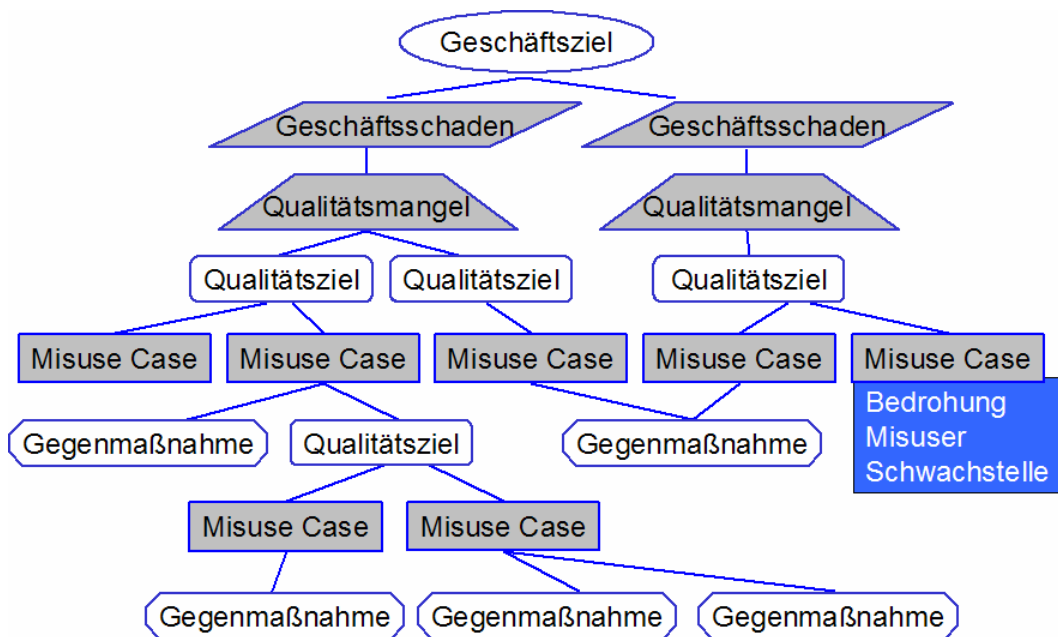 Geschäftsziel
Geschäftsschaden
Geschäftsschaden
Qualitätsmangel
Qualitätsmangel
Qualitätsziel
Qualitätsziel
Qualitätsziel
Misuse Case
Misuse Case
Misuse Case
Misuse Case
Misuse Case
Bedrohung
Misuser
Schwachstelle
Gegenmaßnahme
Qualitätsziel
Gegenmaßnahme
Misuse Case
Misuse Case
Gegenmaßnahme
Gegenmaßnahme
Gegenmaßnahme